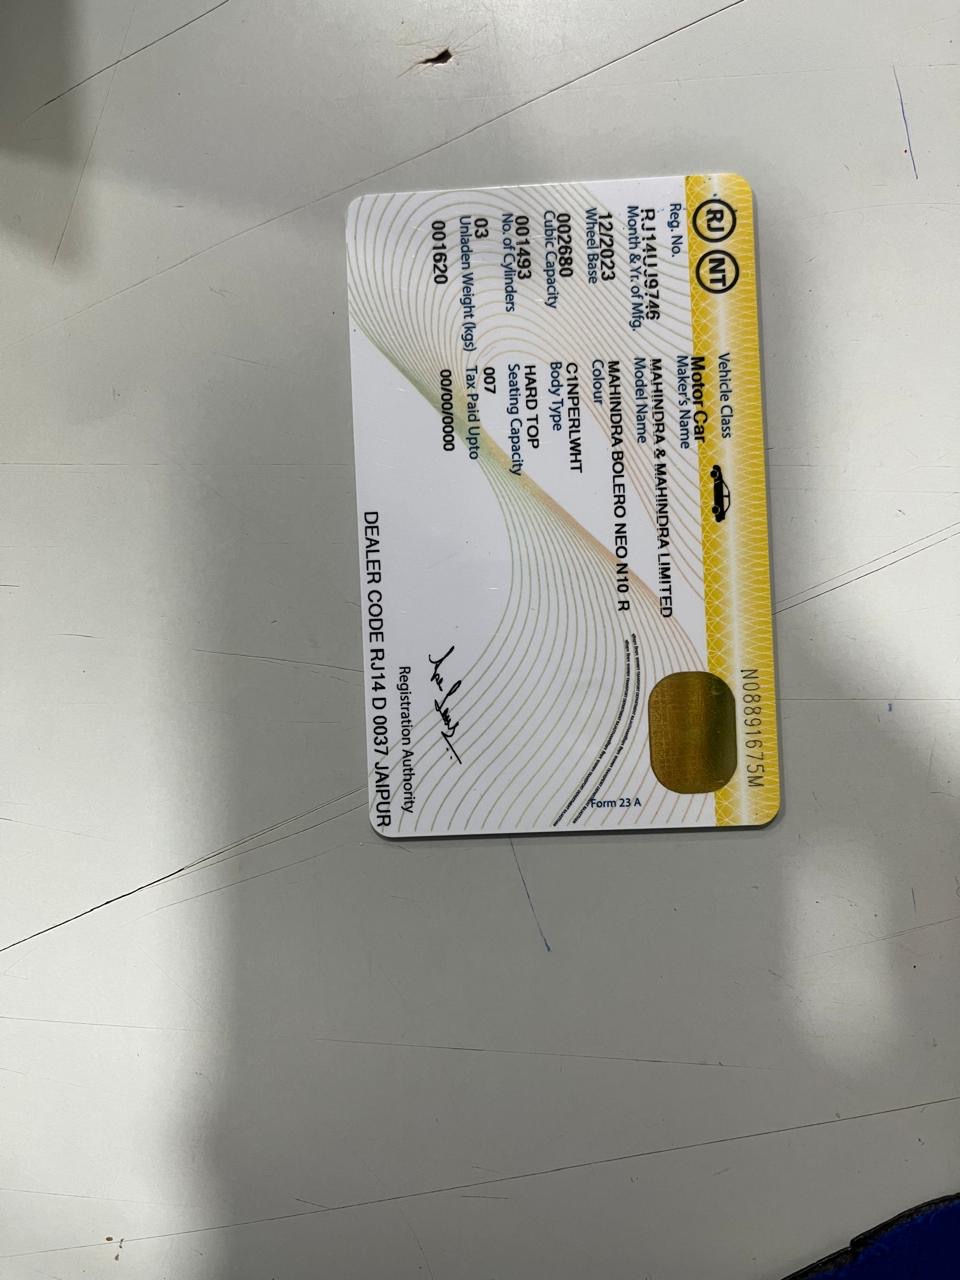 RJ NT
N08891675M
Vehicle Class
Motor Car
Reg. No.
RJ14UJ9746
Maker's Name
MAHINDRA & MAHINDRA LIMITED
Month & Yr. of Mfg.
12/2023
Model Name
MAHINDRA BOLERO NEO N10 R
Wheel Base
002680
Colour
C1NPERLWHT
Cubic Capacity
001493
Body Type
HARD TOP
No. of Cylinders
03
Seating Capacity
007
Unladen Weight (kgs)
001620
Tax Paid Upto
00/00/0000
Form 23 A
Registration Authority
DEALER CODE RJ14 D 0037 JAIPUR